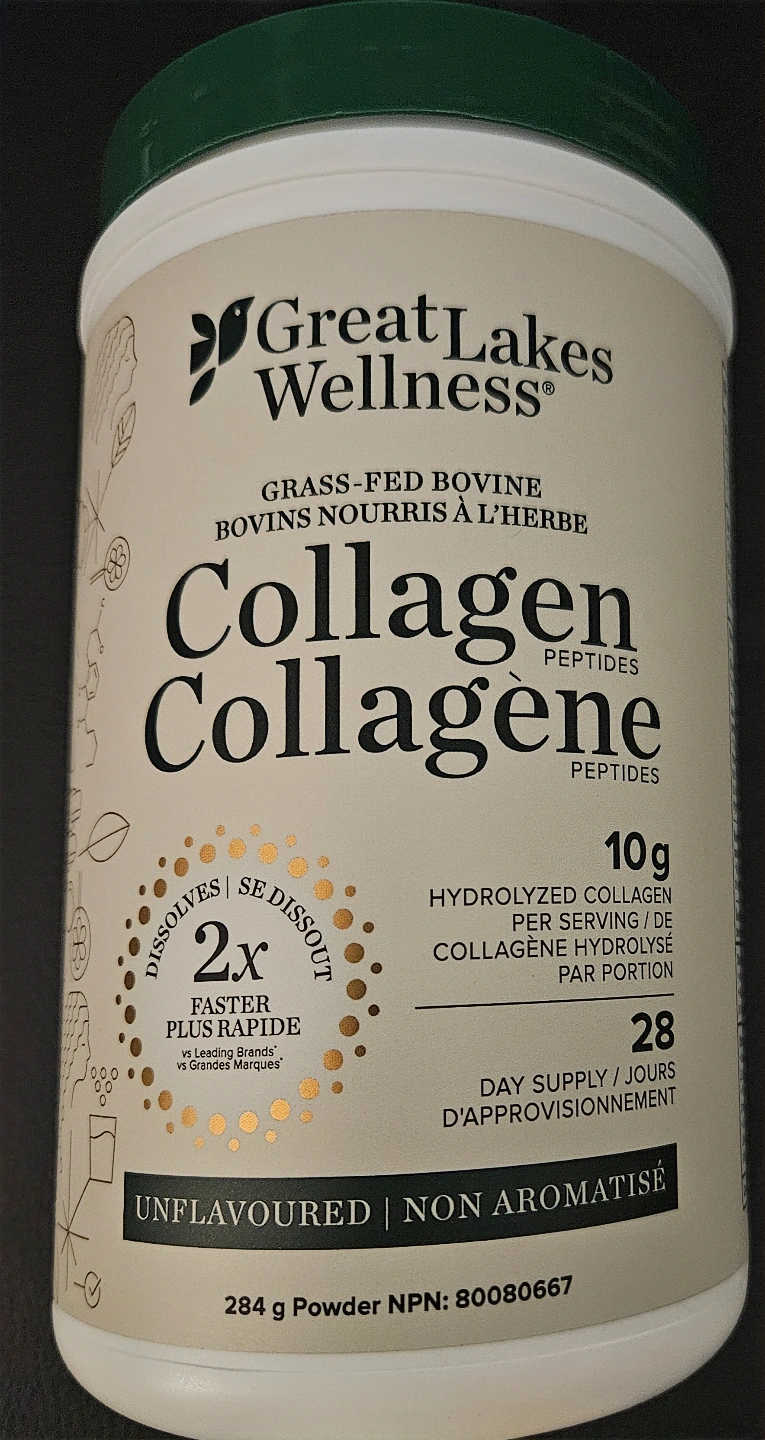 Great Lakes
Wellness®
GRASS-FED BOVINE
BOVINS NOURRIS À L'HERBE
Collagen
PEPTIDES
Collagène
PEPTIDES
DISSOLVES | SE DISSOUT
2x
FASTER
PLUS RAPIDE
vs Leading Brands*
vs Grandes Marques*
10g
HYDROLYZED COLLAGEN
PER SERVING / DE
COLLAGÈNE HYDROLYSÉ
PAR PORTION
28
DAY SUPPLY / JOURS
D'APPROVISIONNEMENT
UNFLAVOURED | NON AROMATISÉ
284 g Powder NPN: 80080667